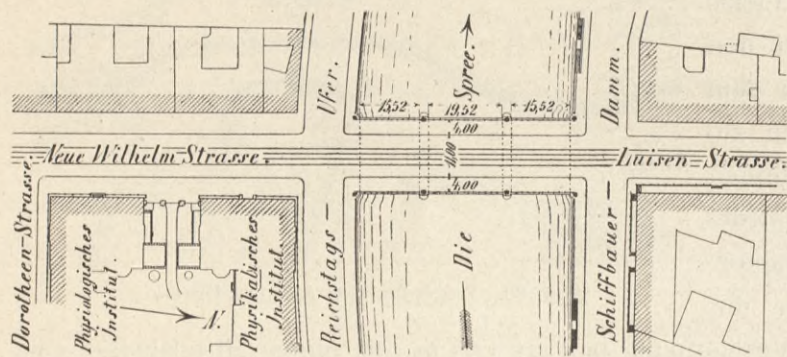 Ufer.
Spree.
Damm.
15,52 19,52 15,52
4,00
Neue Wilhelm Strasse.
11,00
Luisen-Strasse.
4,00
Dorotheen-Strasse.
Physiologisches
Institut.
N.
Physikalisches
Institut.
Reichstags-
Die
Schiffbauer-